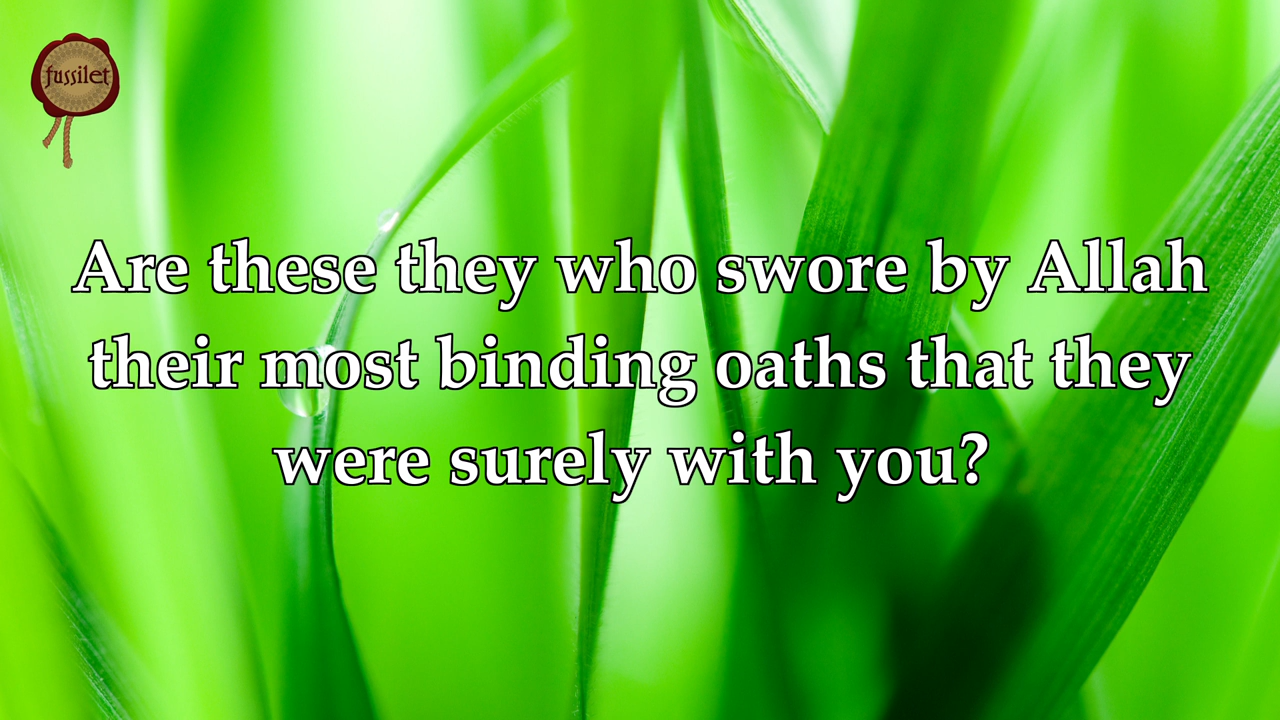 fussilet
Are these they who swore by Allah
their most binding oaths that they
were surely with you?